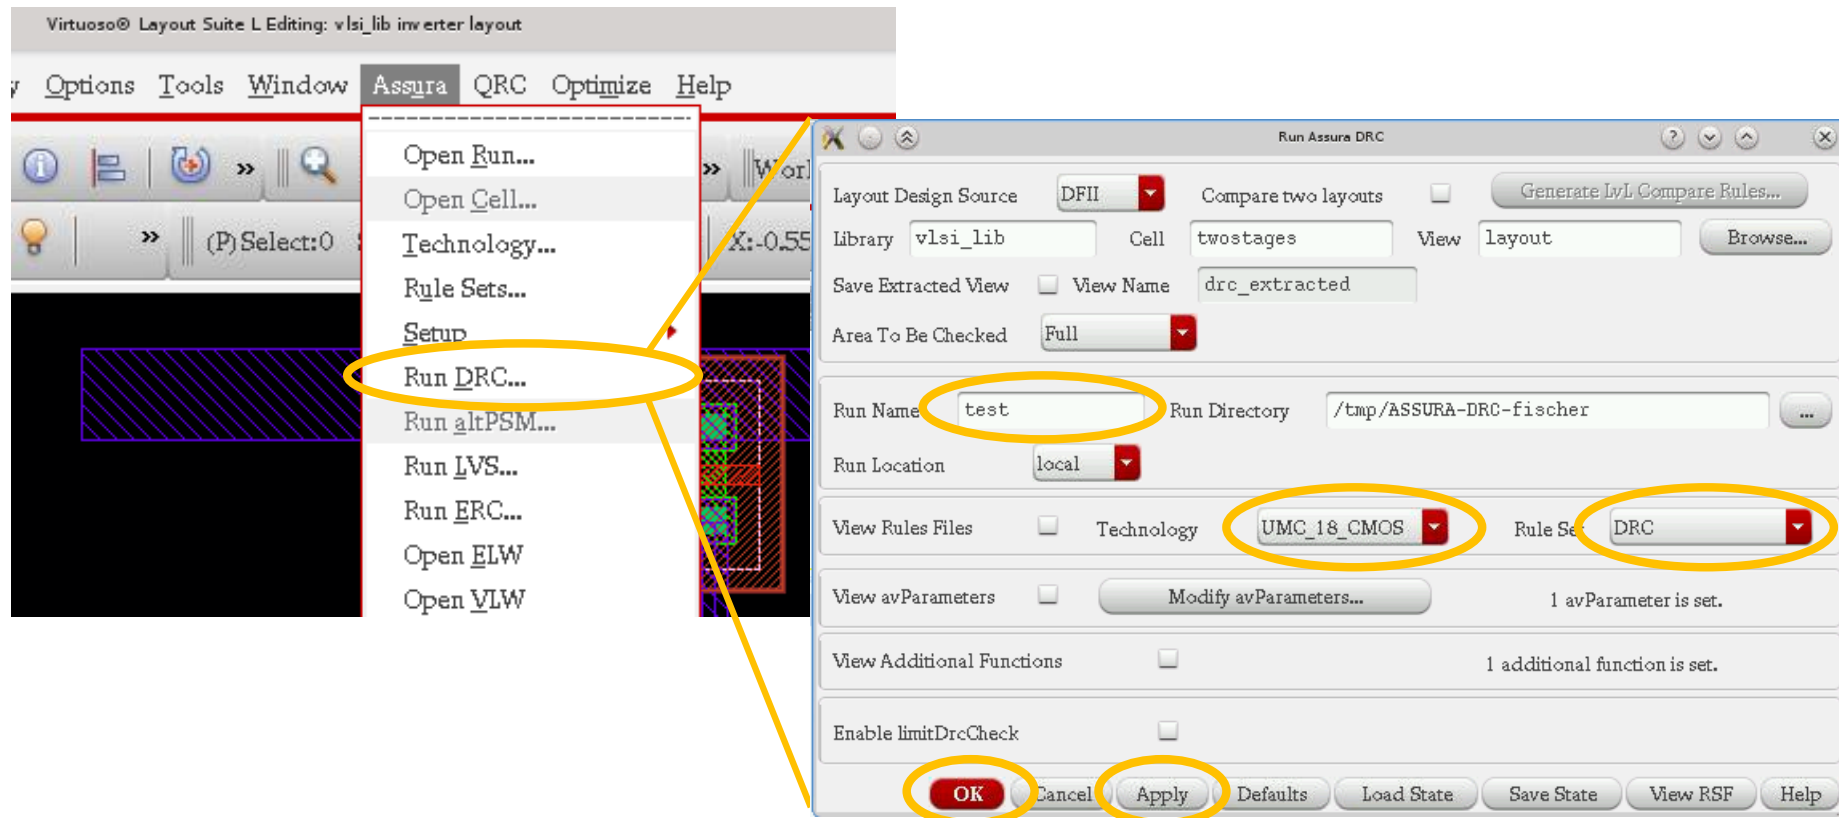 Virtuoso® Layout Suite L Editing: vlsi_lib inverter layout
Options Tools Window Assura QRC Optimize Help
Open Run...
Open Cell...
Technology...
Rule Sets...
Setup
Run DRC...
Run altPSM...
Run LVS...
Run ERC...
Open ELW
Open VLW
» » Worl
» (P)Select:0 X:-0.55
Run Assura DRC
Layout Design Source DFII Compare two layouts Generate LvL Compare Rules...
Library vlsi_lib Cell twostages View layout Browse...
Save Extracted View View Name drc_extracted
Area To Be Checked Full
Run Name test Run Directory /tmp/ASSURA-DRC-fischer ...
Run Location local
View Rules Files Technology UMC_18_CMOS Rule Se DRC
View avParameters Modify avParameters... 1 avParameter is set.
View Additional Functions 1 additional function is set.
Enable limitDrcCheck
OK Cancel Apply Defaults Load State Save State View RSF Help